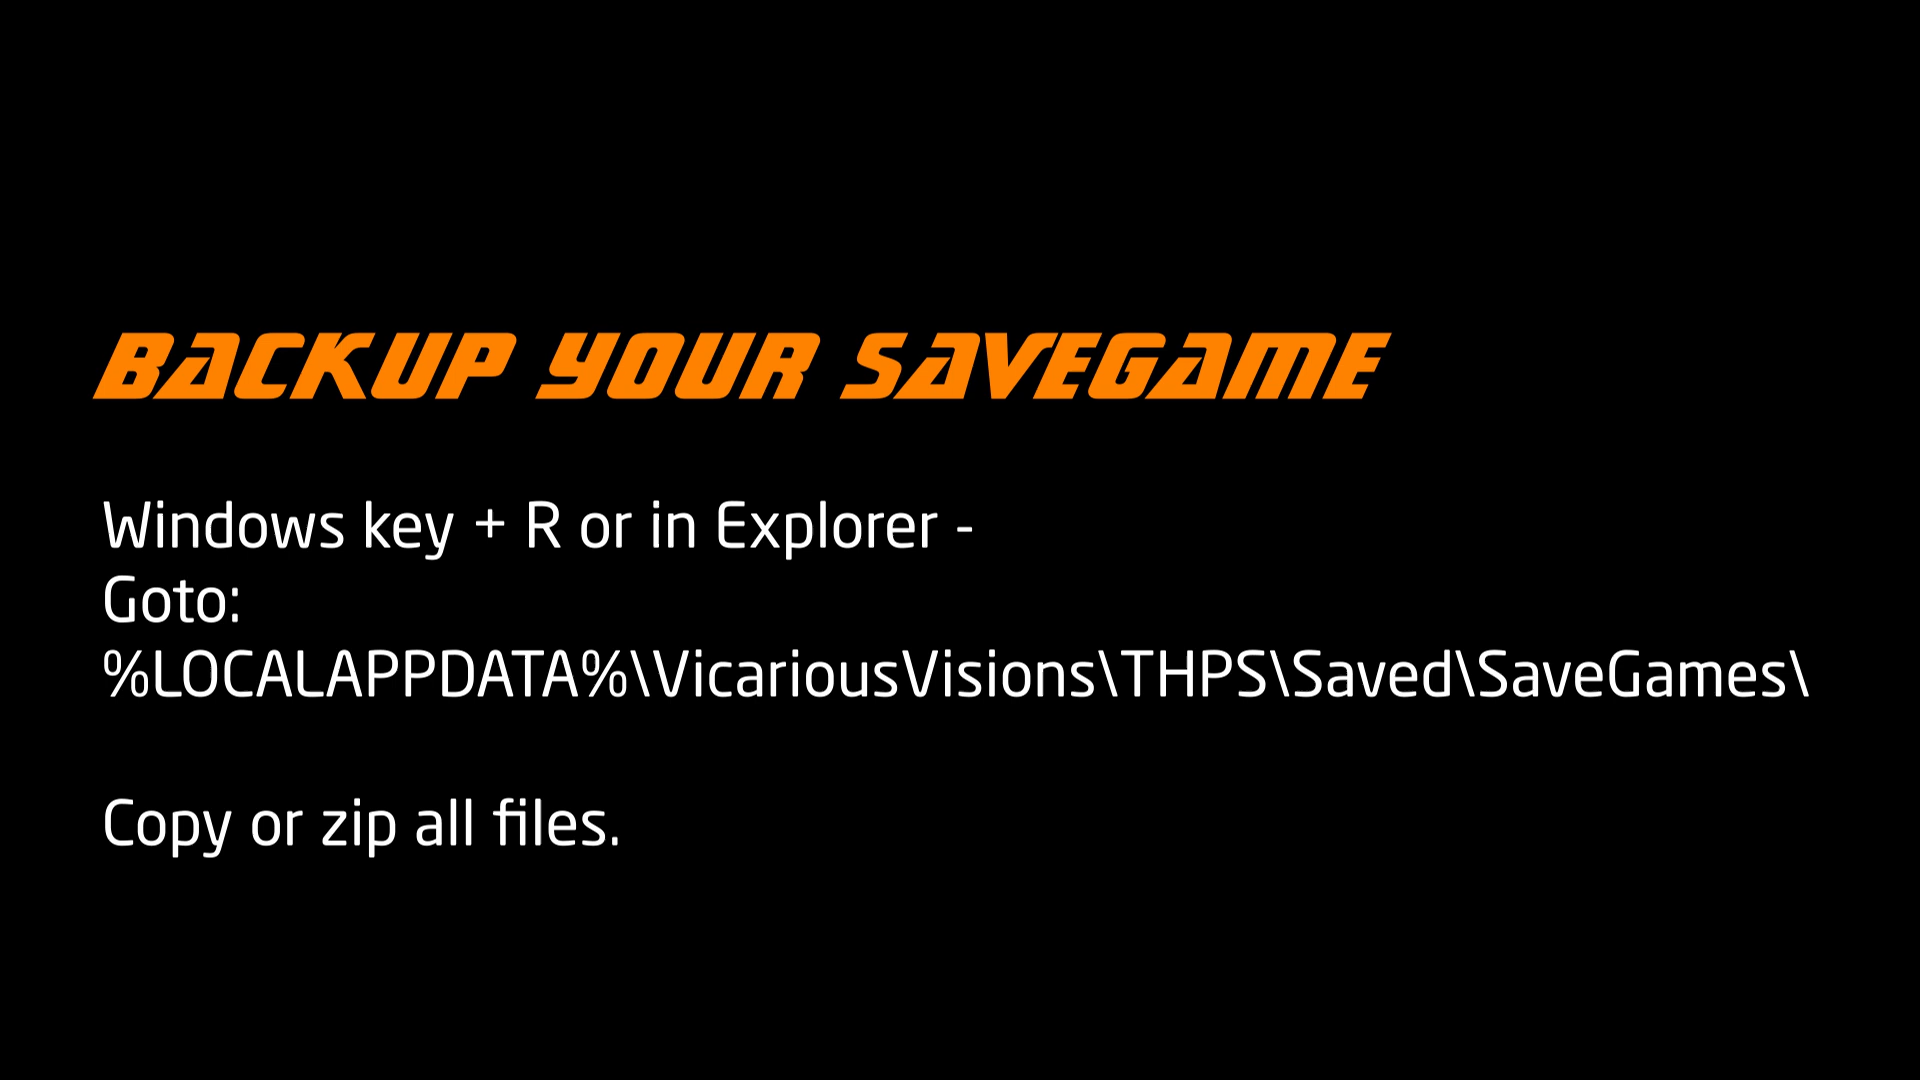 BACKUP YOUR SAVEGAME
Windows key + R or in Explorer -
Goto:
%LOCALAPPDATA%\VicariousVisions\THPS\Saved\SaveGames\
Copy or zip all files.